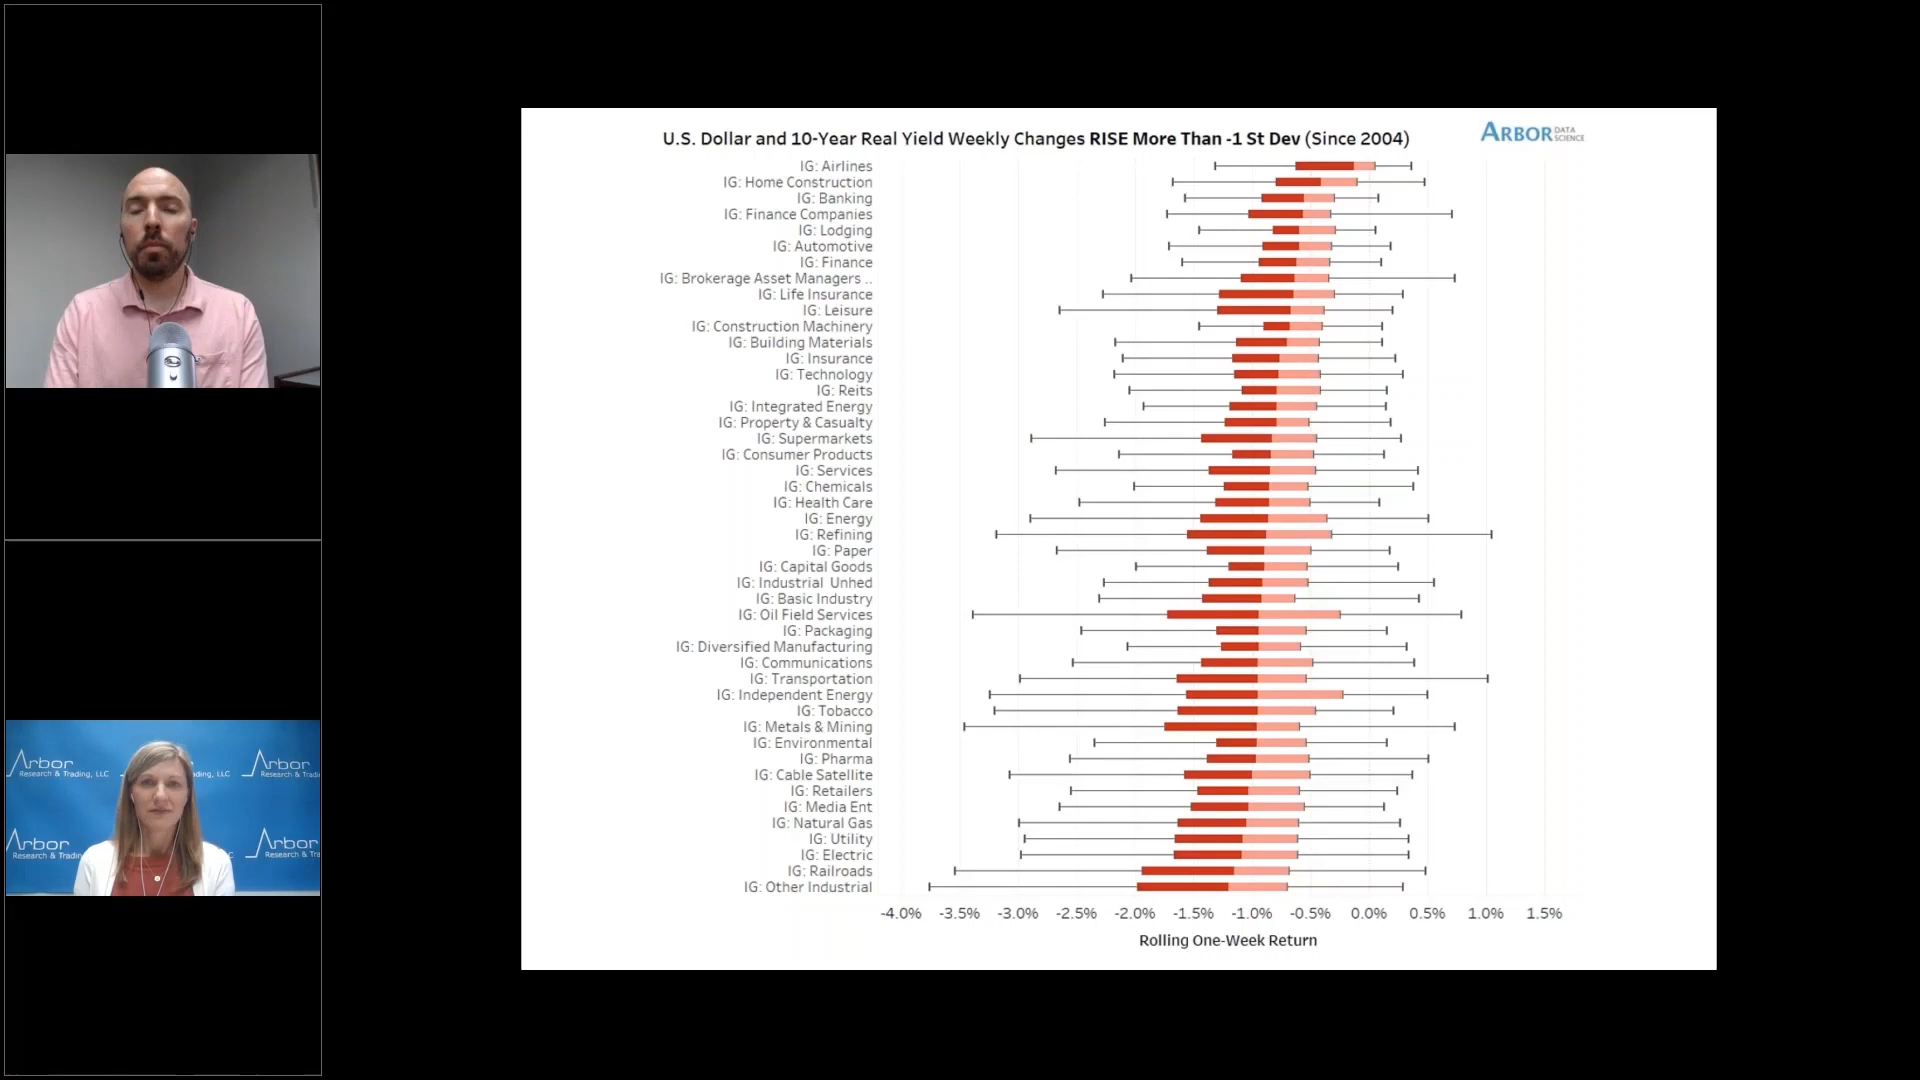 U.S. Dollar and 10-Year Real Yield Weekly Changes RISE More Than -1 St Dev (Since 2004)
ARBOR DATA SCIENCE
IG: Airlines
IG: Home Construction
IG: Banking
IG: Finance Companies
IG: Lodging
IG: Automotive
IG: Finance
IG: Brokerage Asset Managers ..
IG: Life Insurance
IG: Leisure
IG: Construction Machinery
IG: Building Materials
IG: Insurance
IG: Technology
IG: Reits
IG: Integrated Energy
IG: Property & Casualty
IG: Supermarkets
IG: Consumer Products
IG: Services
IG: Chemicals
IG: Health Care
IG: Energy
IG: Refining
IG: Paper
IG: Capital Goods
IG: Industrial Unhed
IG: Basic Industry
IG: Oil Field Services
IG: Packaging
IG: Diversified Manufacturing
IG: Communications
IG: Transportation
IG: Independent Energy
IG: Tobacco
IG: Metals & Mining
IG: Environmental
IG: Pharma
IG: Cable Satellite
IG: Retailers
IG: Media Ent
IG: Natural Gas
IG: Utility
IG: Electric
IG: Railroads
IG: Other Industrial
-4.0% -3.5% -3.0% -2.5% -2.0% -1.5% -1.0% -0.5% 0.0% 0.5% 1.0% 1.5%
Rolling One-Week Return
Arbor
Research & Trading, LLC
ading, LLC
Arbor
Research & Tradi
Arbor
Research & Tradin
Arbor
Research & Tra